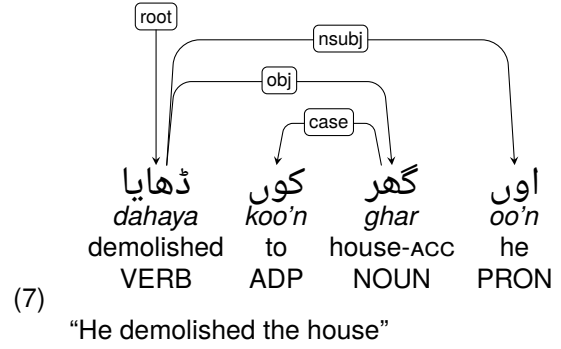 root
nsubj
obj
case
ڈھایا کوں گھر اوں
dahaya koo'n ghar oo'n
demolished to house-ACC he
VERB ADP NOUN PRON
(7)
“He demolished the house”